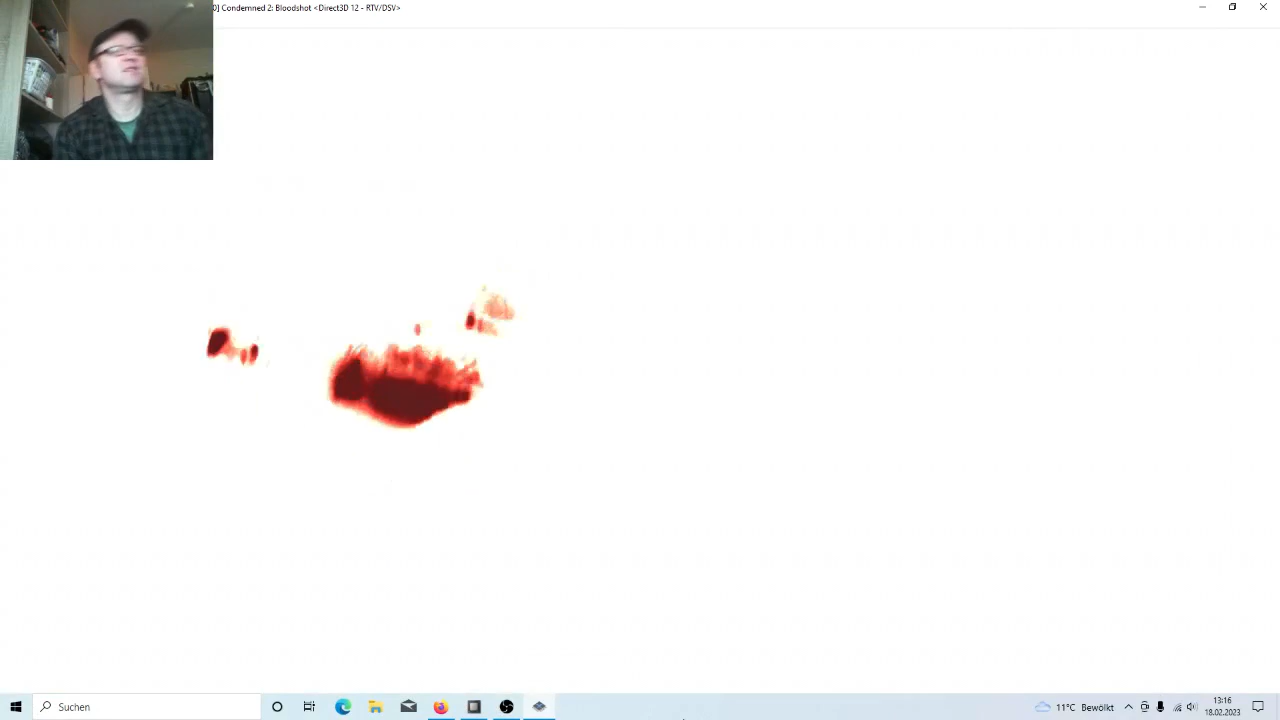 0] Condemned 2: Bloodshot <Direct3D 12 - RTV/DSV>
Suchen
11°C Bewölkt
13:16
18.02.2023